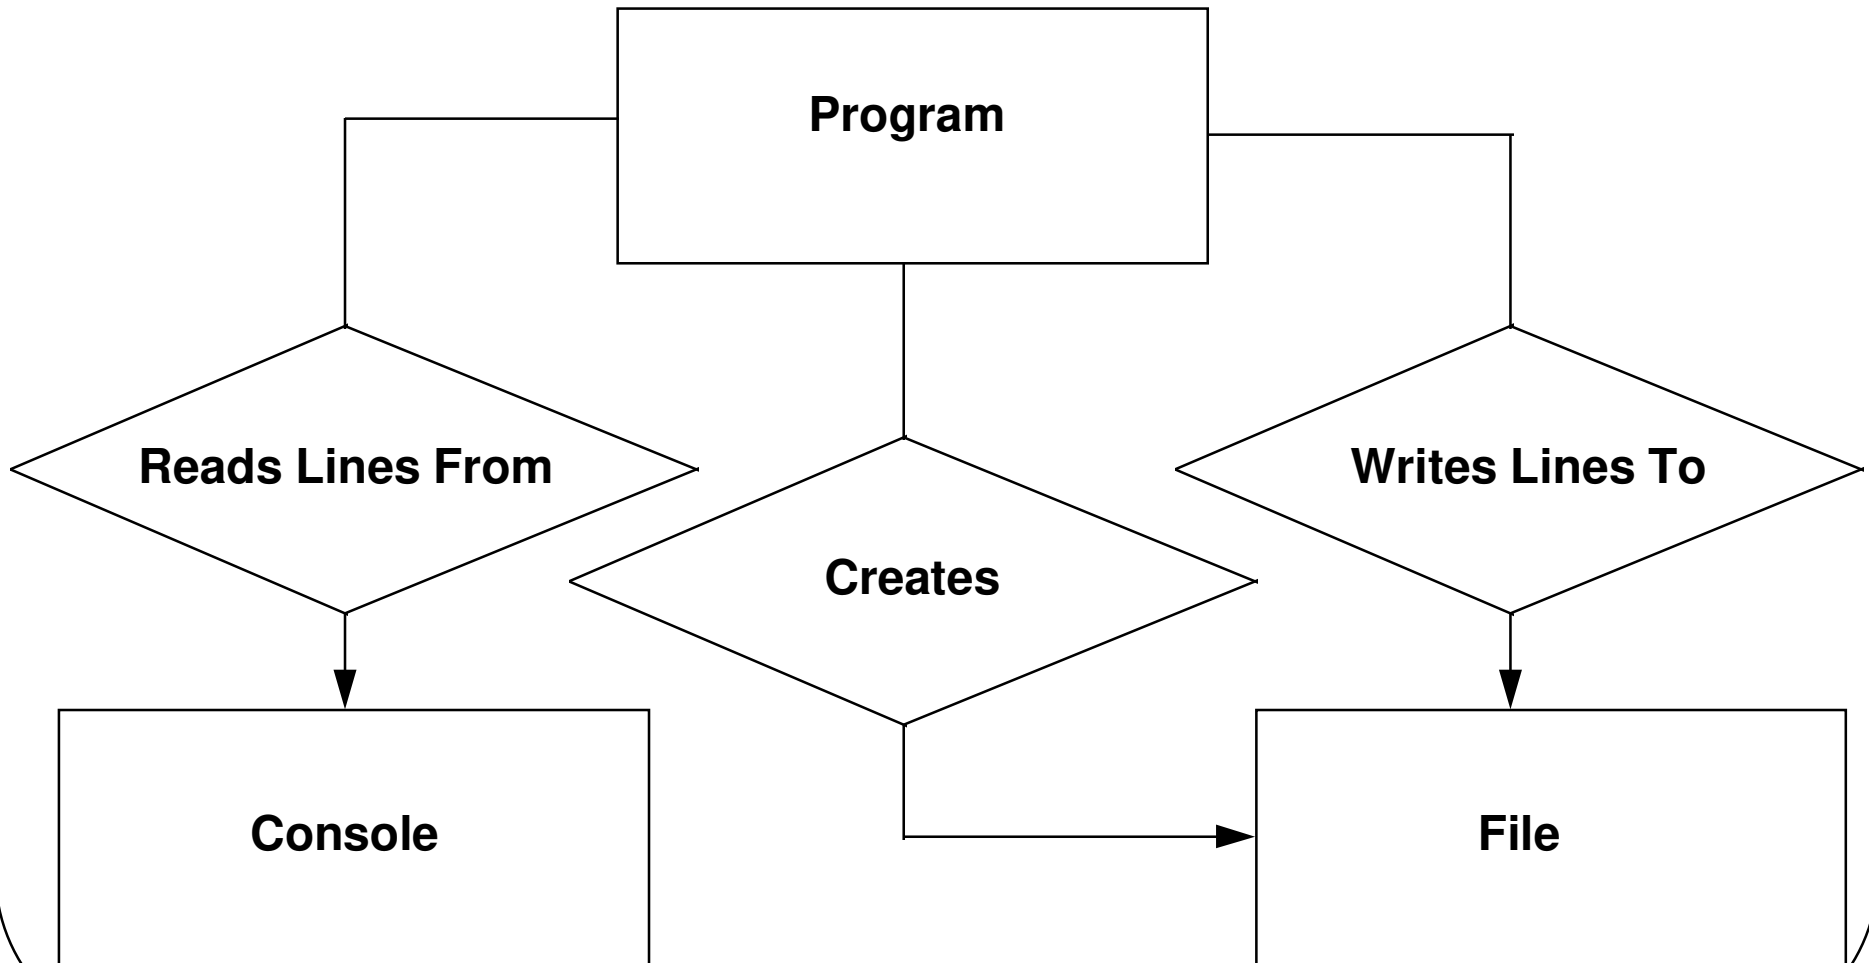 Program
Reads Lines From
Writes Lines To
Creates
Console
File